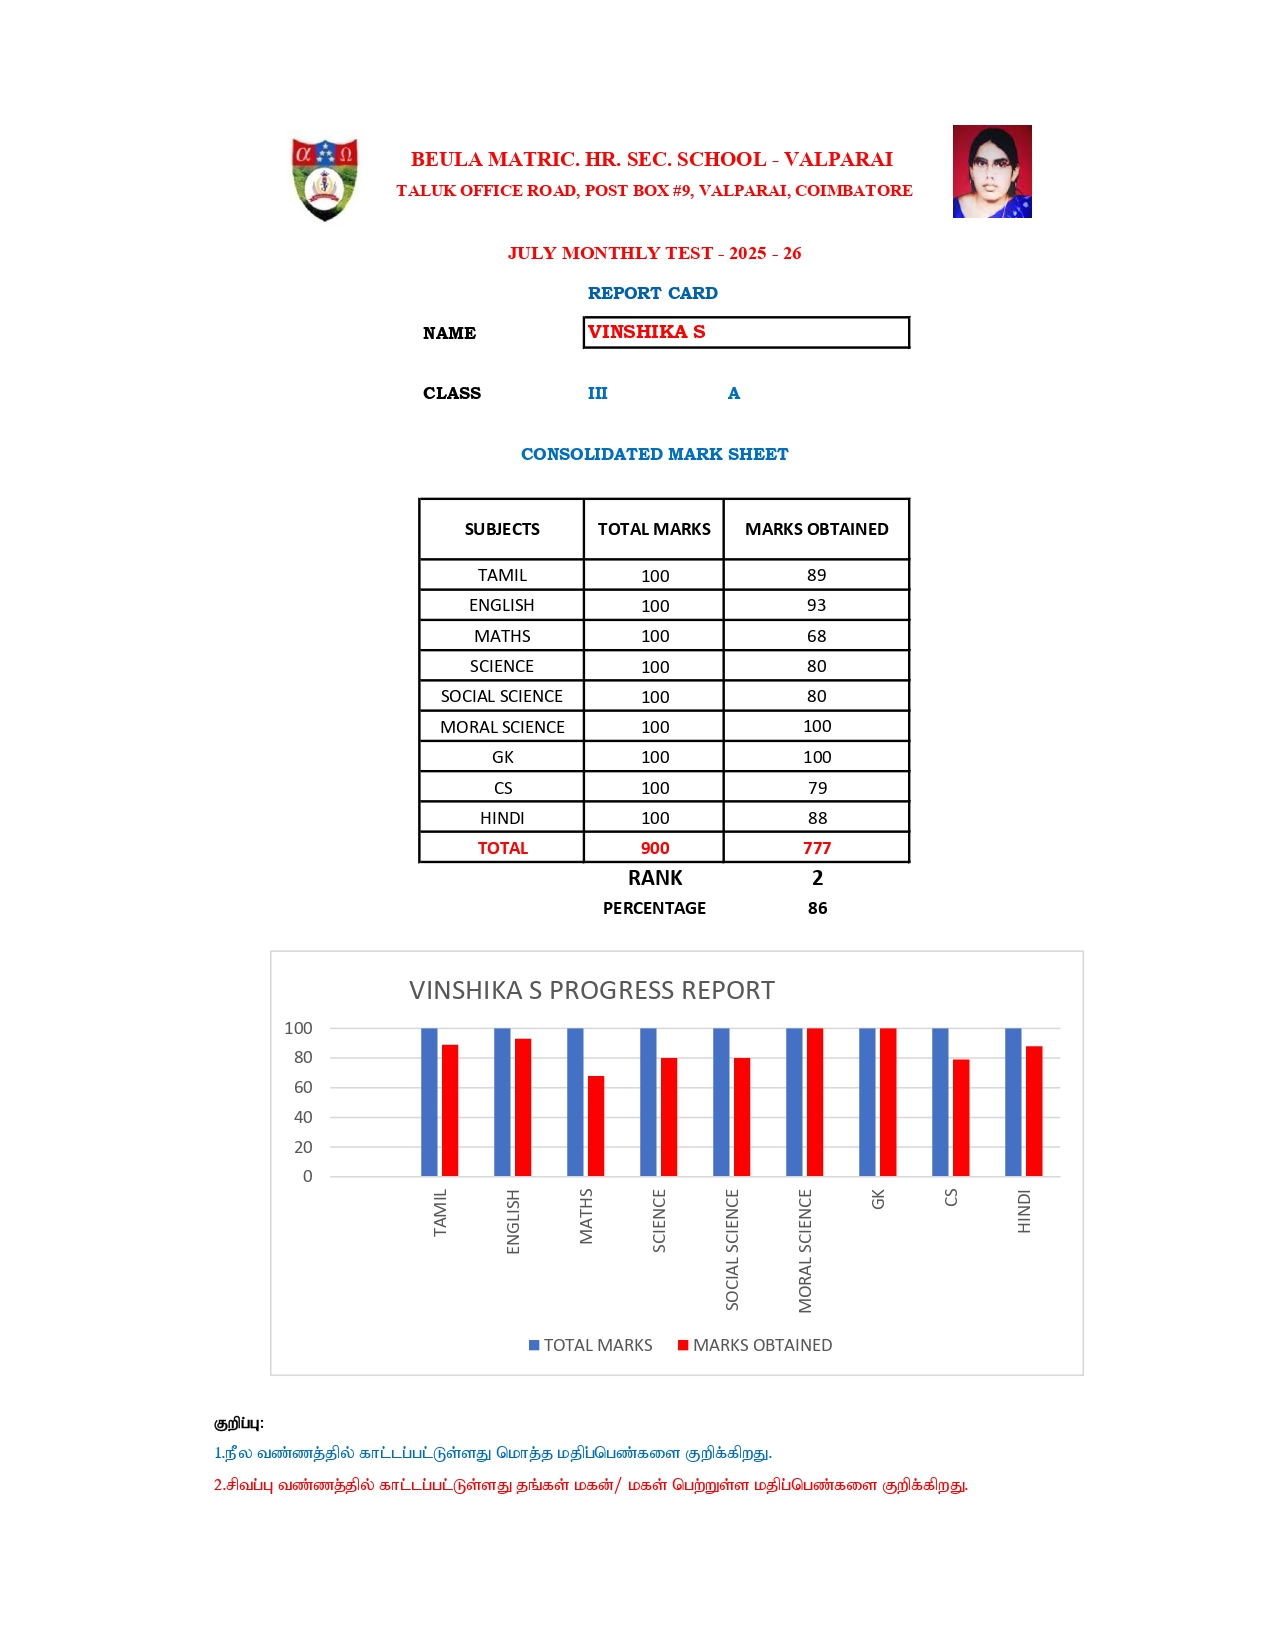 α Ω
BEULA MATRIC. HR. SEC. SCHOOL - VALPARAI
TALUK OFFICE ROAD, POST BOX #9, VALPARAI, COIMBATORE
JULY MONTHLY TEST - 2025 - 26
REPORT CARD
NAME VINSHIKA S
CLASS III A
CONSOLIDATED MARK SHEET
SUBJECTS TOTAL MARKS MARKS OBTAINED
TAMIL 100 89
ENGLISH 100 93
MATHS 100 68
SCIENCE 100 80
SOCIAL SCIENCE 100 80
MORAL SCIENCE 100 100
GK 100 100
CS 100 79
HINDI 100 88
TOTAL 900 777
RANK 2
PERCENTAGE 86
VINSHIKA S PROGRESS REPORT
100
80
60
40
20
0
TAMIL ENGLISH MATHS SCIENCE SOCIAL SCIENCE MORAL SCIENCE GK CS HINDI
TOTAL MARKS MARKS OBTAINED
குறிப்பு:
1.நீல வண்ணத்தில் காட்டப்பட்டுள்ளது மொத்த மதிப்பெண்களை குறிக்கிறது.
2.சிவப்பு வண்ணத்தில் காட்டப்பட்டுள்ளது தங்கள் மகன்/ மகள் பெற்றுள்ள மதிப்பெண்களை குறிக்கிறது.